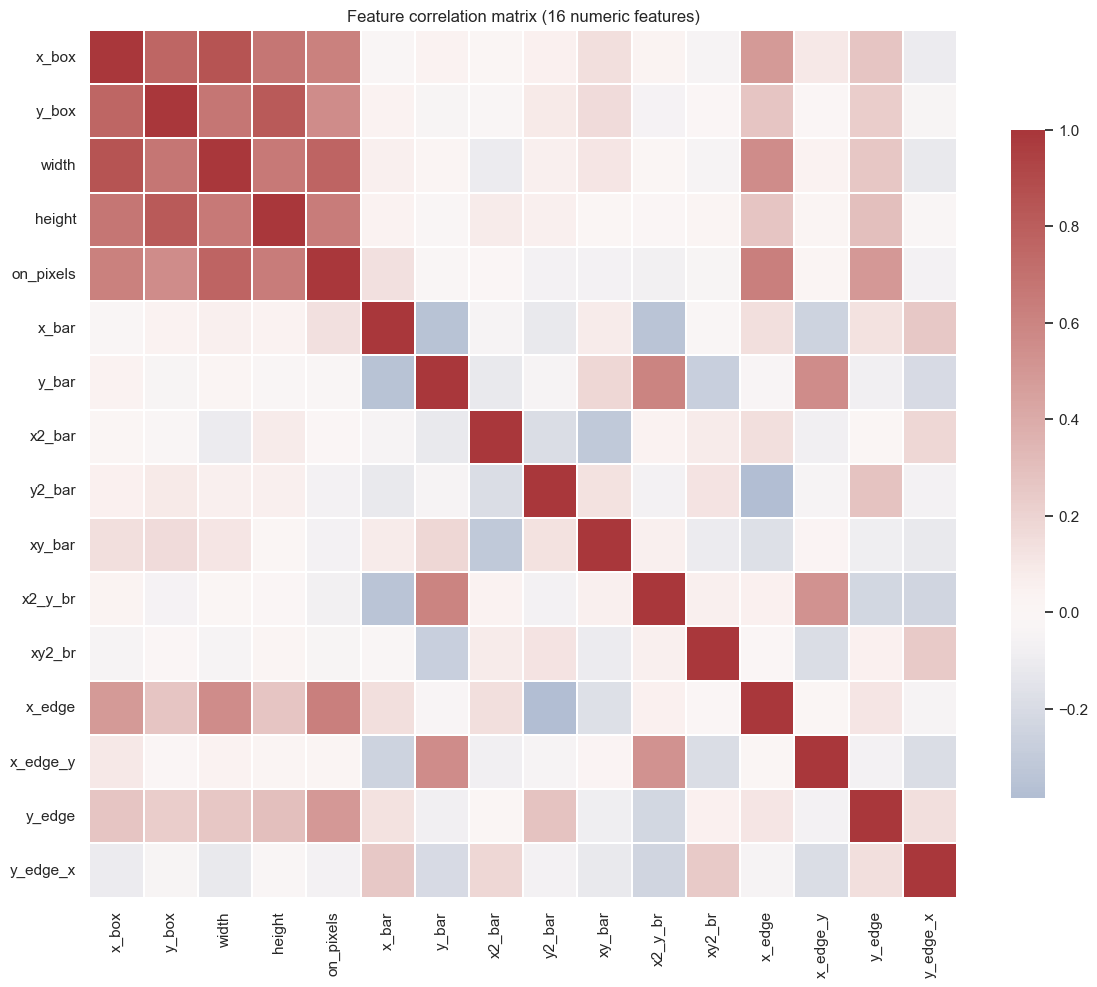 Feature correlation matrix (16 numeric features)
x_box
y_box
width
height
on_pixels
x_bar
y_bar
x2_bar
y2_bar
xy_bar
x2_y_br
xy2_br
x_edge
x_edge_y
y_edge
y_edge_x
x_box
y_box
width
height
on_pixels
x_bar
y_bar
x2_bar
y2_bar
xy_bar
x2_y_br
xy2_br
x_edge
x_edge_y
y_edge
y_edge_x
1.0
0.8
0.6
0.4
0.2
0.0
−0.2